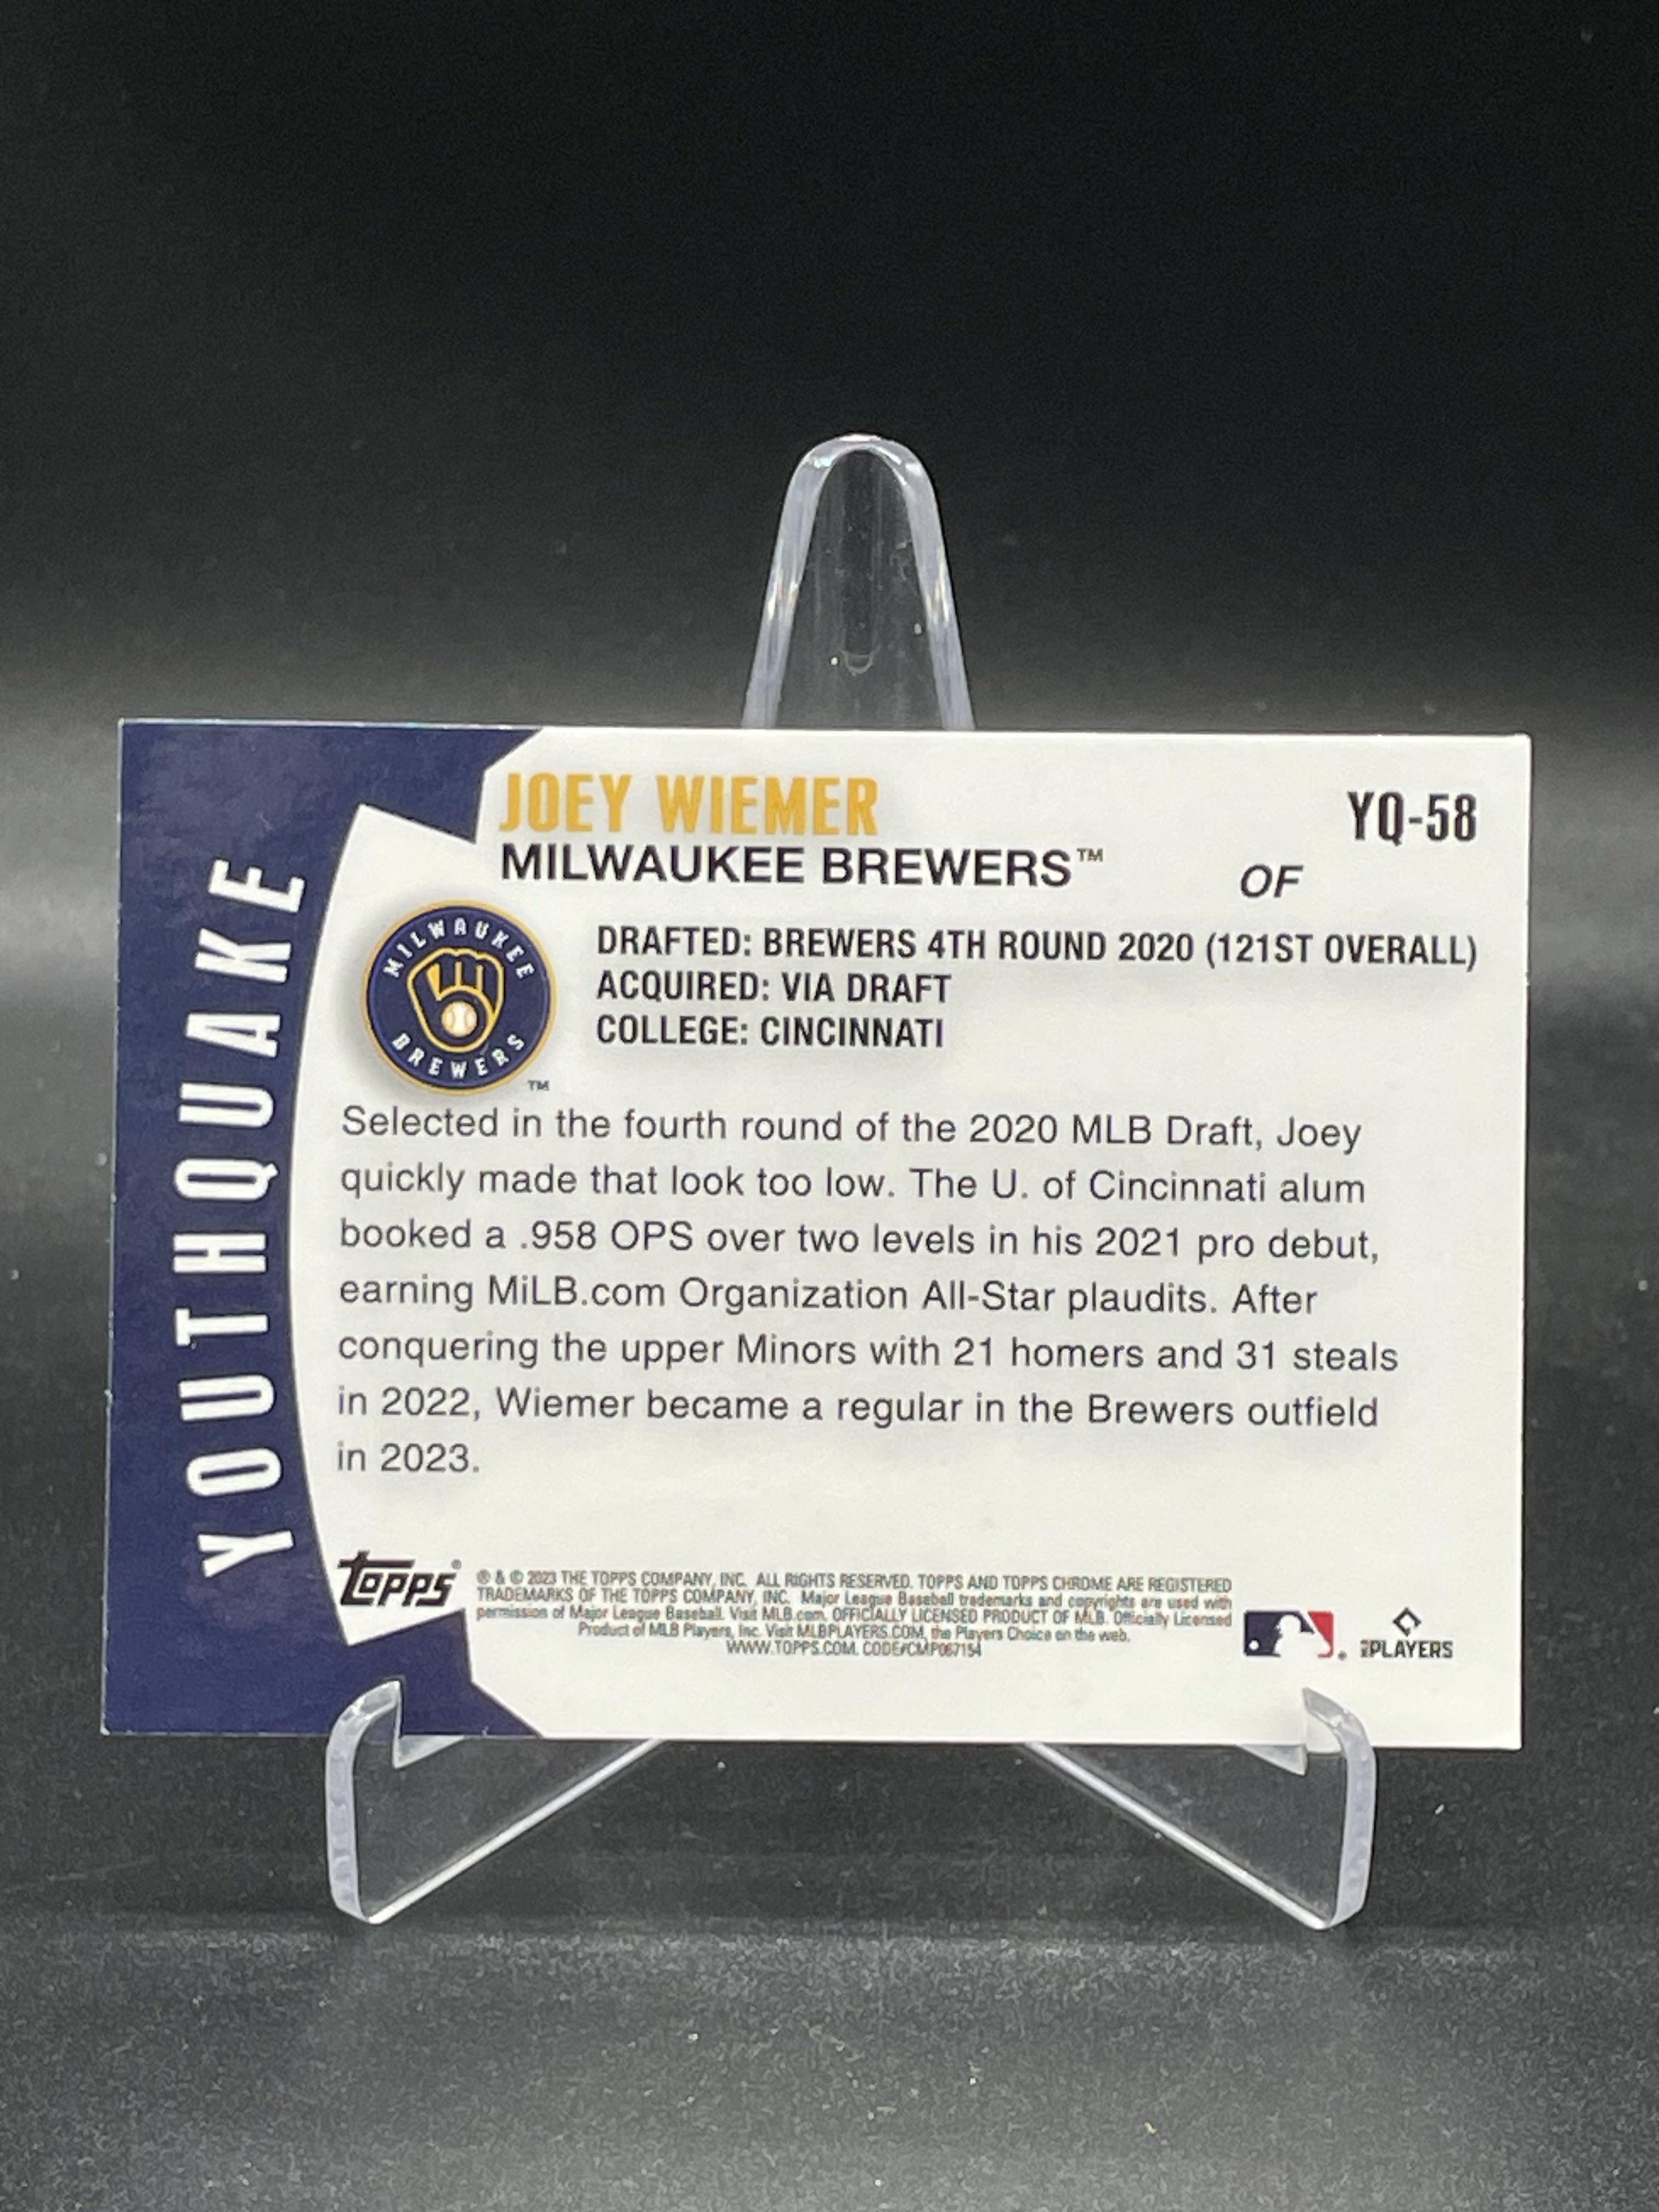 YOUTHQUAKE
JOEY WIEMER
YQ-58
MILWAUKEE BREWERS™
OF
MILWAUKEE
BREWERS
TM
DRAFTED: BREWERS 4TH ROUND 2020 (121ST OVERALL)
ACQUIRED: VIA DRAFT
COLLEGE: CINCINNATI
Selected in the fourth round of the 2020 MLB Draft, Joey
quickly made that look too low. The U. of Cincinnati alum
booked a .958 OPS over two levels in his 2021 pro debut,
earning MiLB.com Organization All-Star plaudits. After
conquering the upper Minors with 21 homers and 31 steals
in 2022, Wiemer became a regular in the Brewers outfield
in 2023.
topps®
® & © 2023 THE TOPPS COMPANY, INC. ALL RIGHTS RESERVED. TOPPS AND TOPPS CHROME ARE REGISTERED
TRADEMARKS OF THE TOPPS COMPANY, INC. Major League Baseball trademarks and copyrights are used with
permission of Major League Baseball. Visit MLB.com. OFFICIALLY LICENSED PRODUCT OF MLB. Officially Licensed
Product of MLB Players, Inc. Visit MLBPLAYERS.COM, the Players Choice on the web.
WWW.TOPPS.COM. CODE#CMP067154
PLAYERS